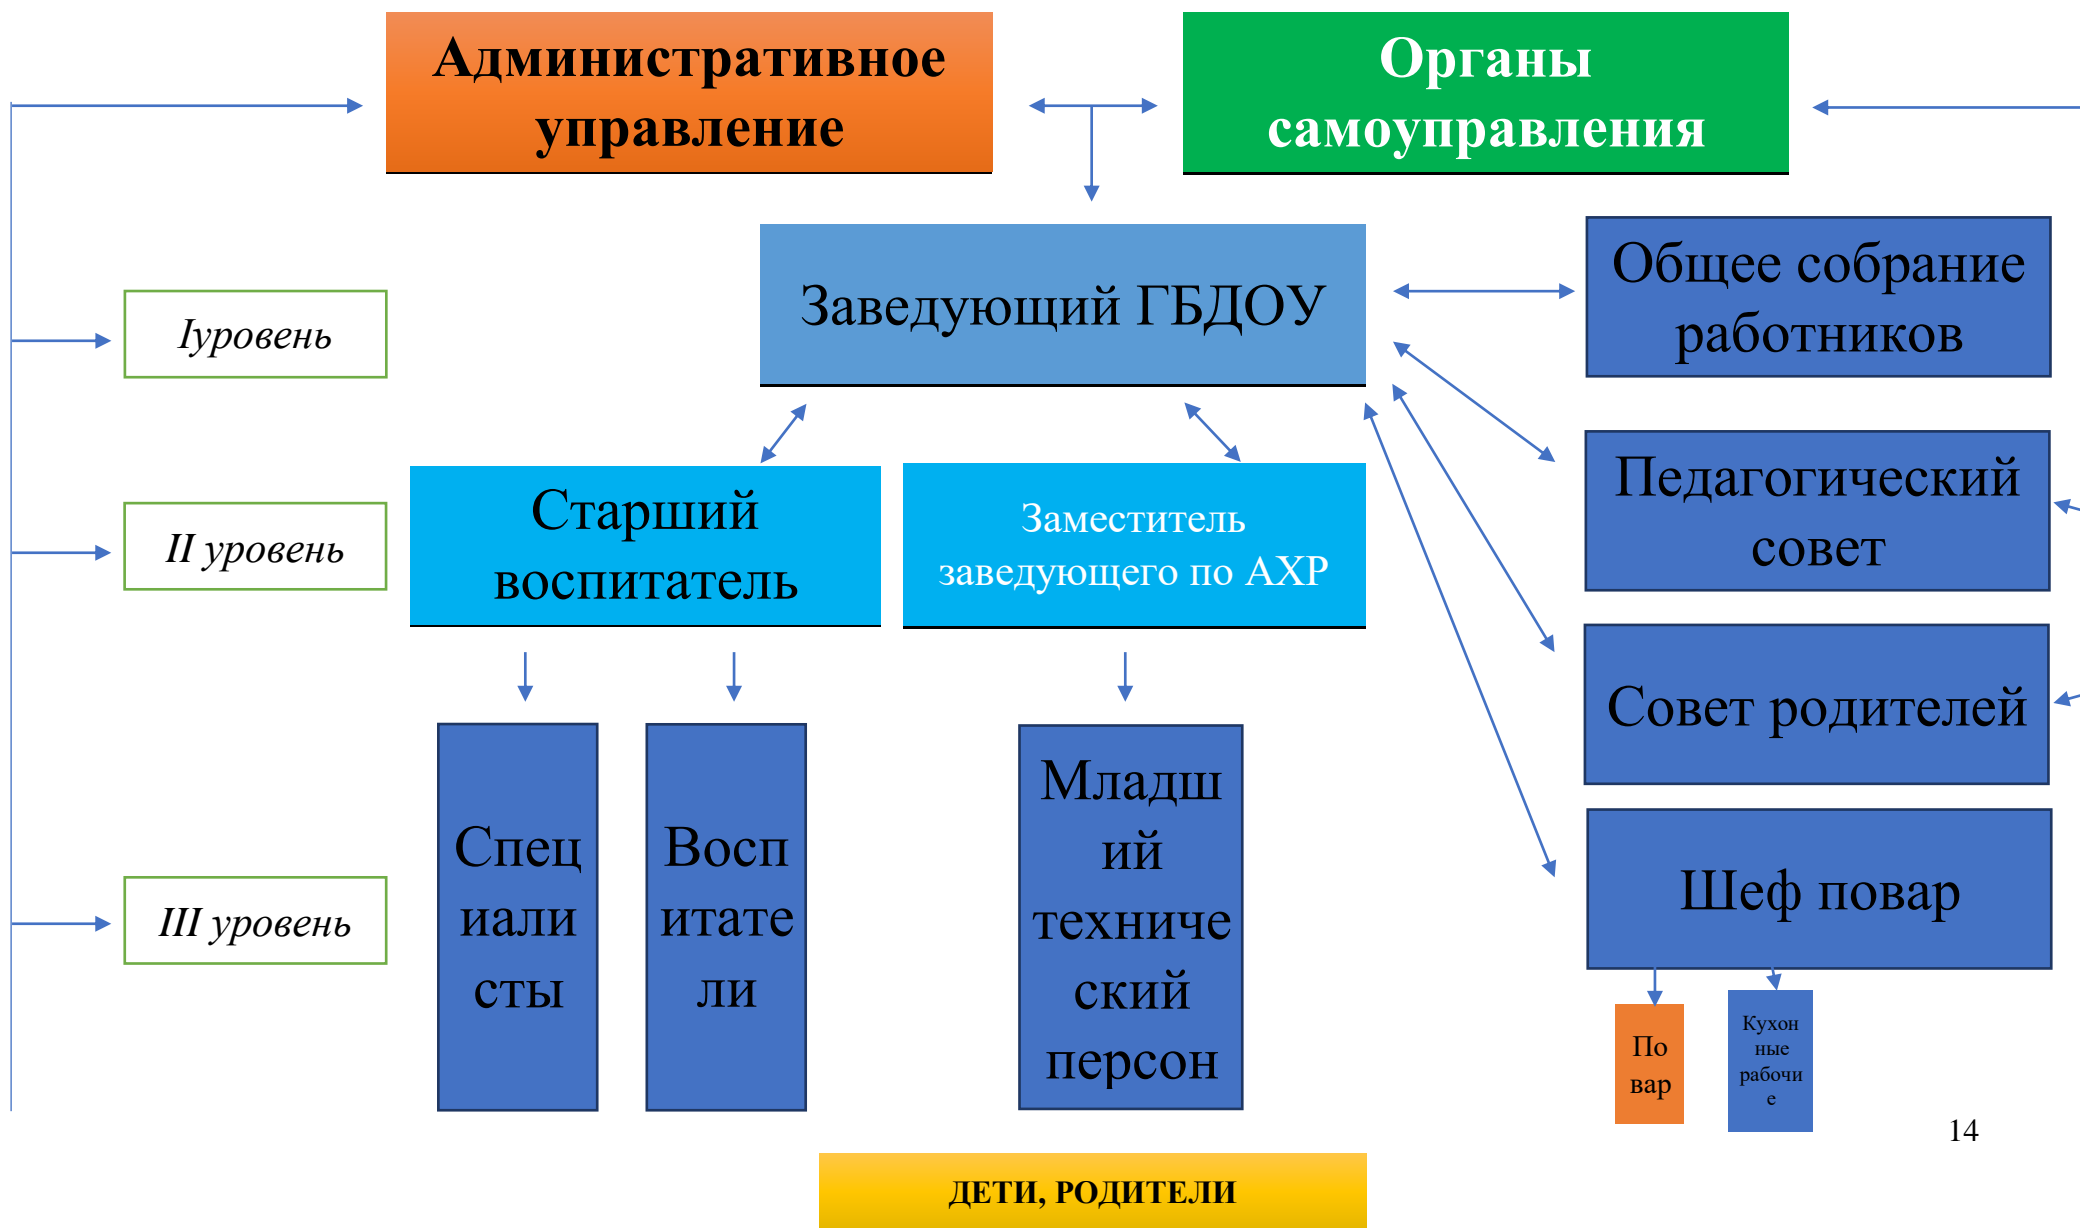 Административное
управление
Органы
самоуправления
Заведующий ГБДОУ
Общее собрание
работников
Iуровень
Педагогический
совет
Старший
воспитатель
Заместитель
заведующего по АХР
II уровень
Совет родителей
Спец
иали
сты
Восп
итате
ли
Младш
ий
техниче
ский
персон
Шеф повар
III уровень
По
вар
Кухон
ные
рабочи
е
14
ДЕТИ, РОДИТЕЛИ